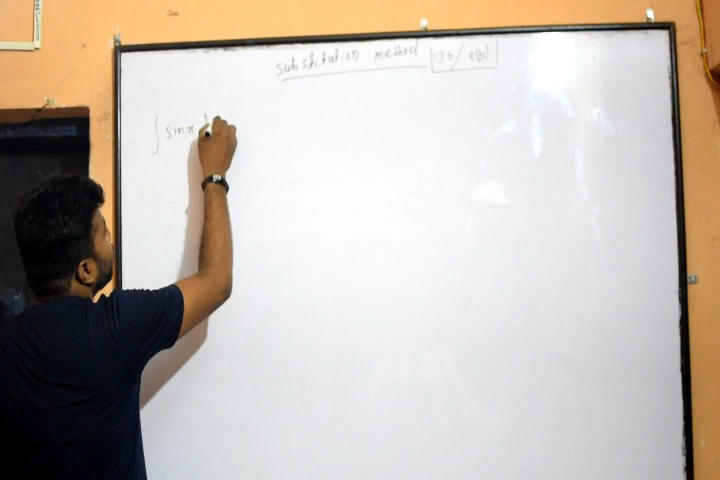 substitution method 13b/9(b)
∫ sinx